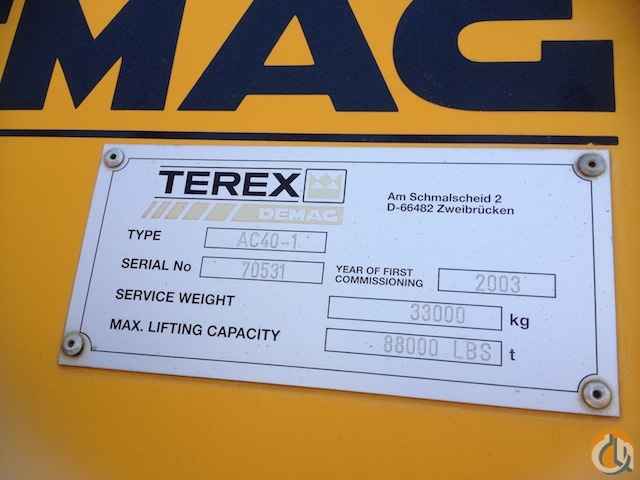 EMAG
TEREX
DEMAG
Am Schmalscheid 2
D-66482 Zweibrücken
TYPE AC40-1
SERIAL No 70531 YEAR OF FIRST COMMISSIONING 2003
SERVICE WEIGHT 33000 kg
MAX. LIFTING CAPACITY 88000 LBS t